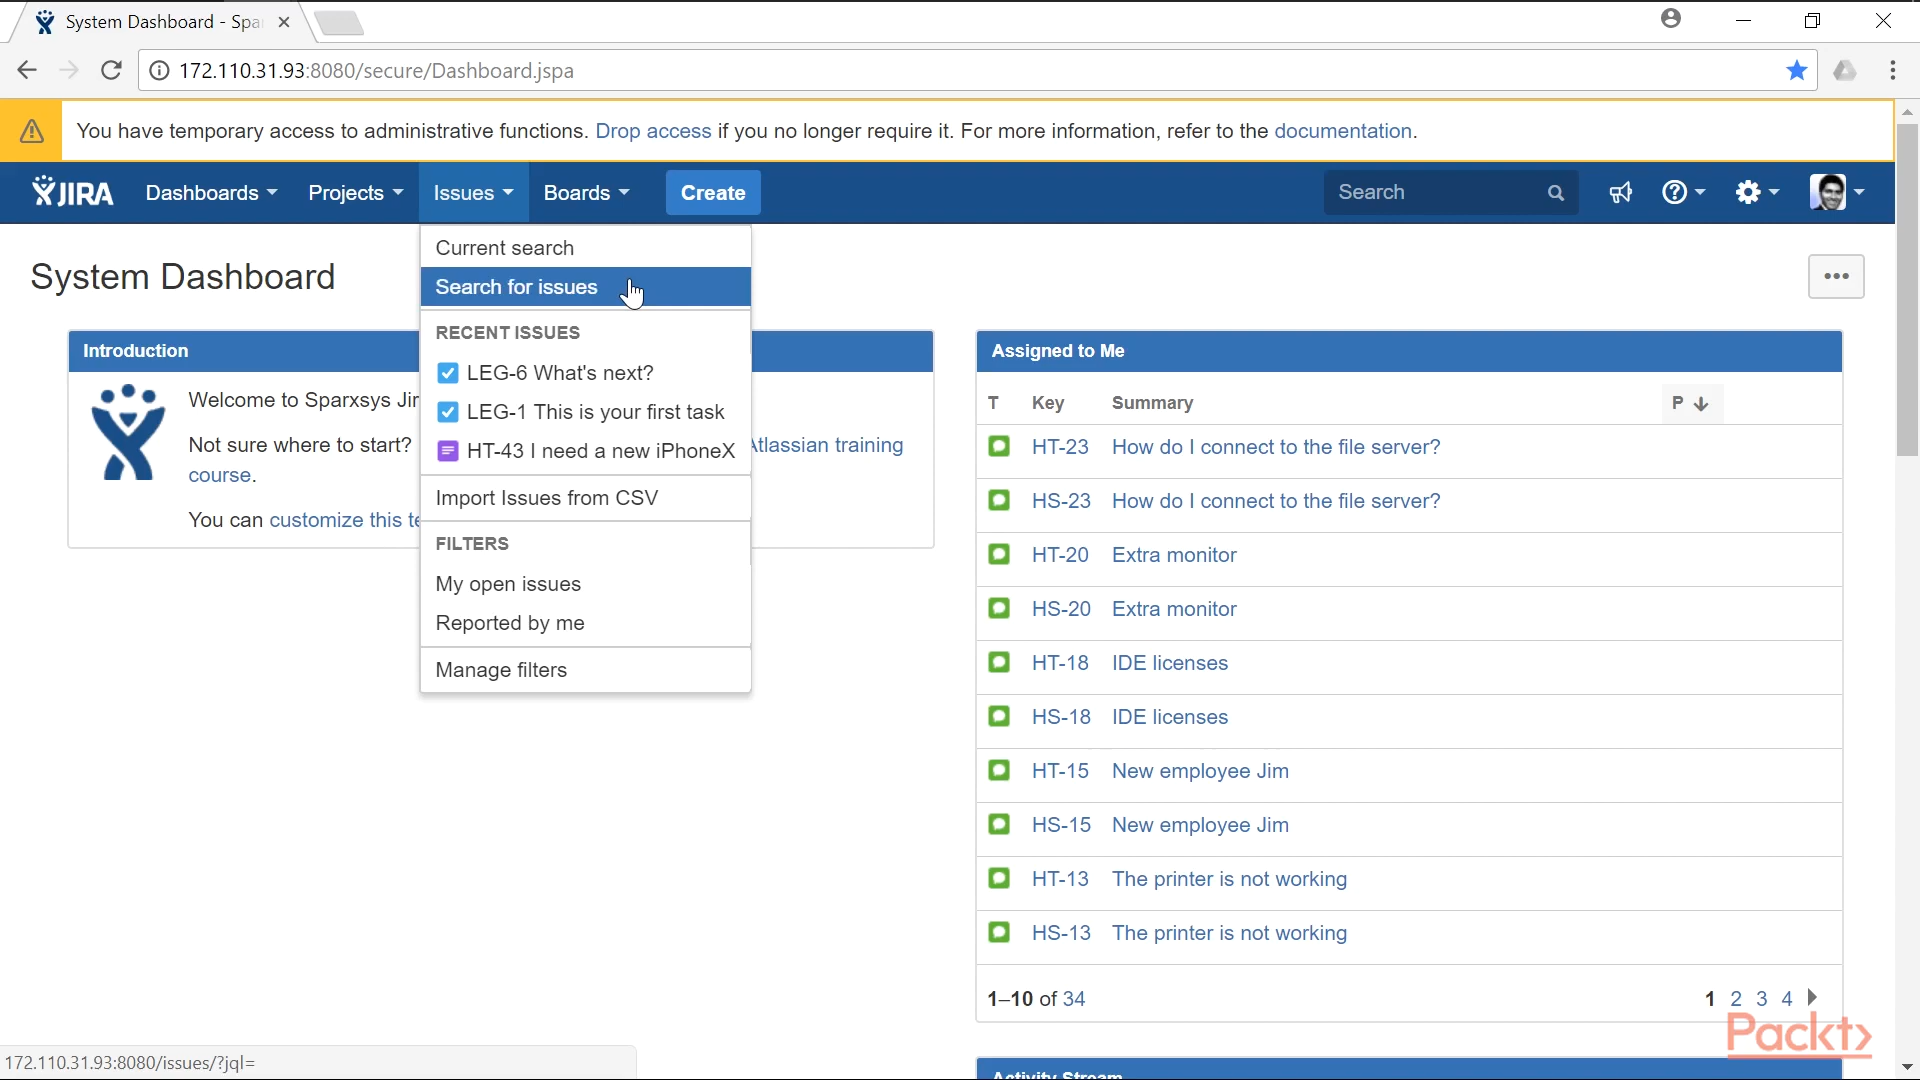 System Dashboard - Spa
172.110.31.93:8080/secure/Dashboard.jspa
You have temporary access to administrative functions. Drop access if you no longer require it. For more information, refer to the documentation.
JIRA Dashboards Projects Issues Boards Create Search
System Dashboard
Current search
Search for issues
RECENT ISSUES
LEG-6 What's next?
LEG-1 This is your first task
HT-43 I need a new iPhoneX
Import Issues from CSV
FILTERS
My open issues
Reported by me
Manage filters
Introduction
Welcome to Sparxsys Jir
Not sure where to start? Atlassian training
course.
You can customize this te
Assigned to Me
T Key Summary P
HT-23 How do I connect to the file server?
HS-23 How do I connect to the file server?
HT-20 Extra monitor
HS-20 Extra monitor
HT-18 IDE licenses
HS-18 IDE licenses
HT-15 New employee Jim
HS-15 New employee Jim
HT-13 The printer is not working
HS-13 The printer is not working
1–10 of 34 1 2 3 4
Packt
172.110.31.93:8080/issues/?jql=
Activity Stream